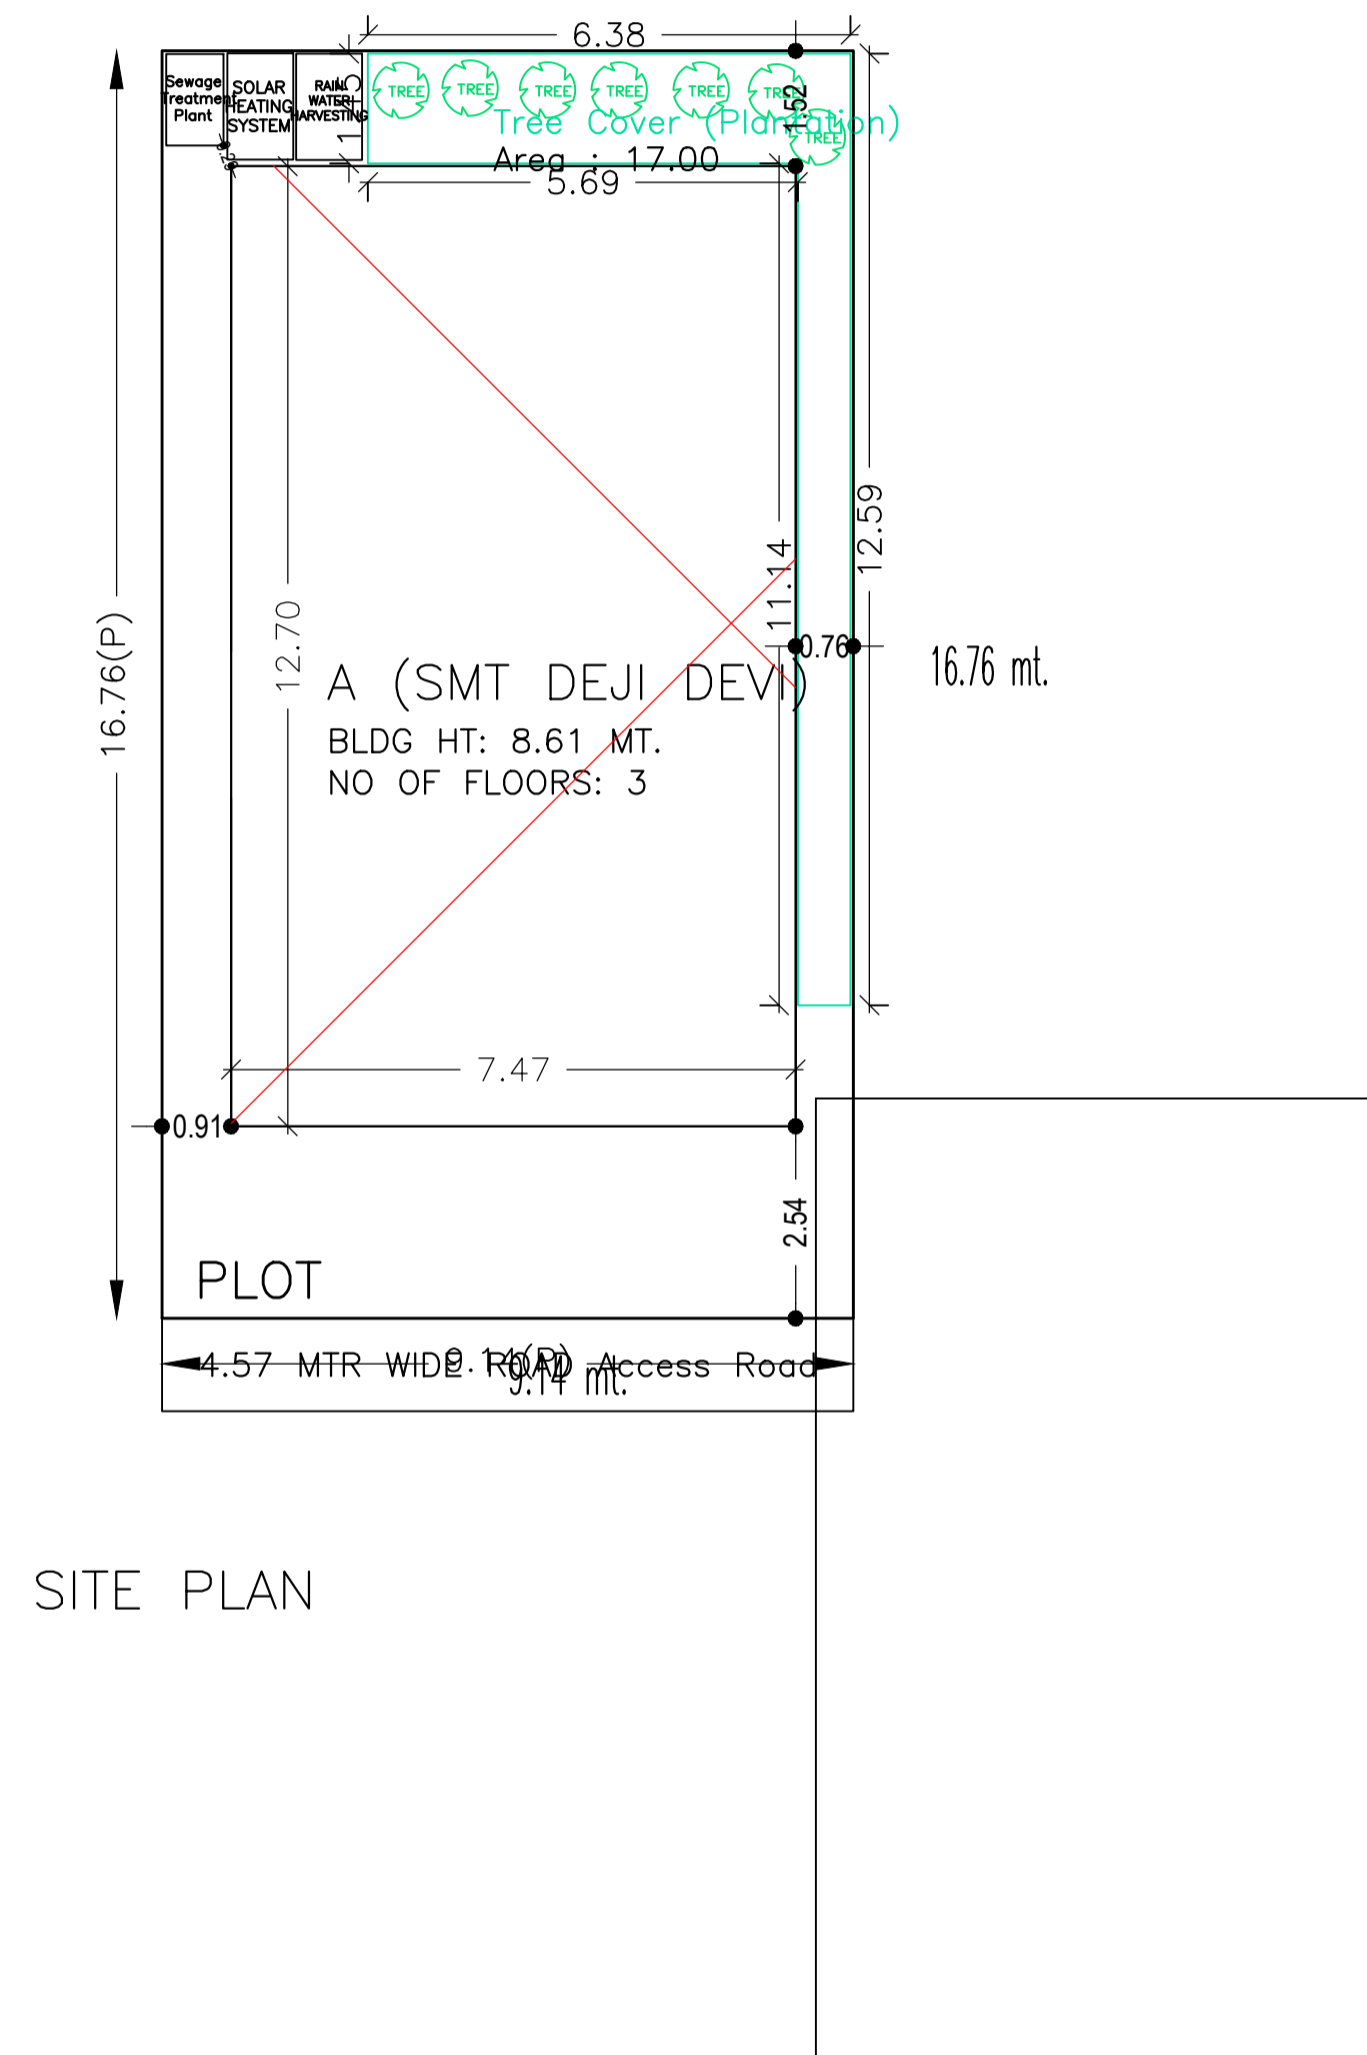 6.38
Sewage
Treatment
Plant
SOLAR
HEATING
SYSTEM
RAIN
WATER
HARVESTING
TREE
TREE
TREE
TREE
TREE
TREE
TREE
1.52
Tree Cover (Plantation)
Area : 17.00
5.69
12.59
11.14
12.70
16.76(P)
0.76
16.76 mt.
A (SMT DEJI DEVI)
BLDG HT: 8.61 MT.
NO OF FLOORS: 3
7.47
0.91
2.54
PLOT
4.57 MTR WIDE ROAD Access Road
9.14(P)
9.14 mt.
SITE PLAN